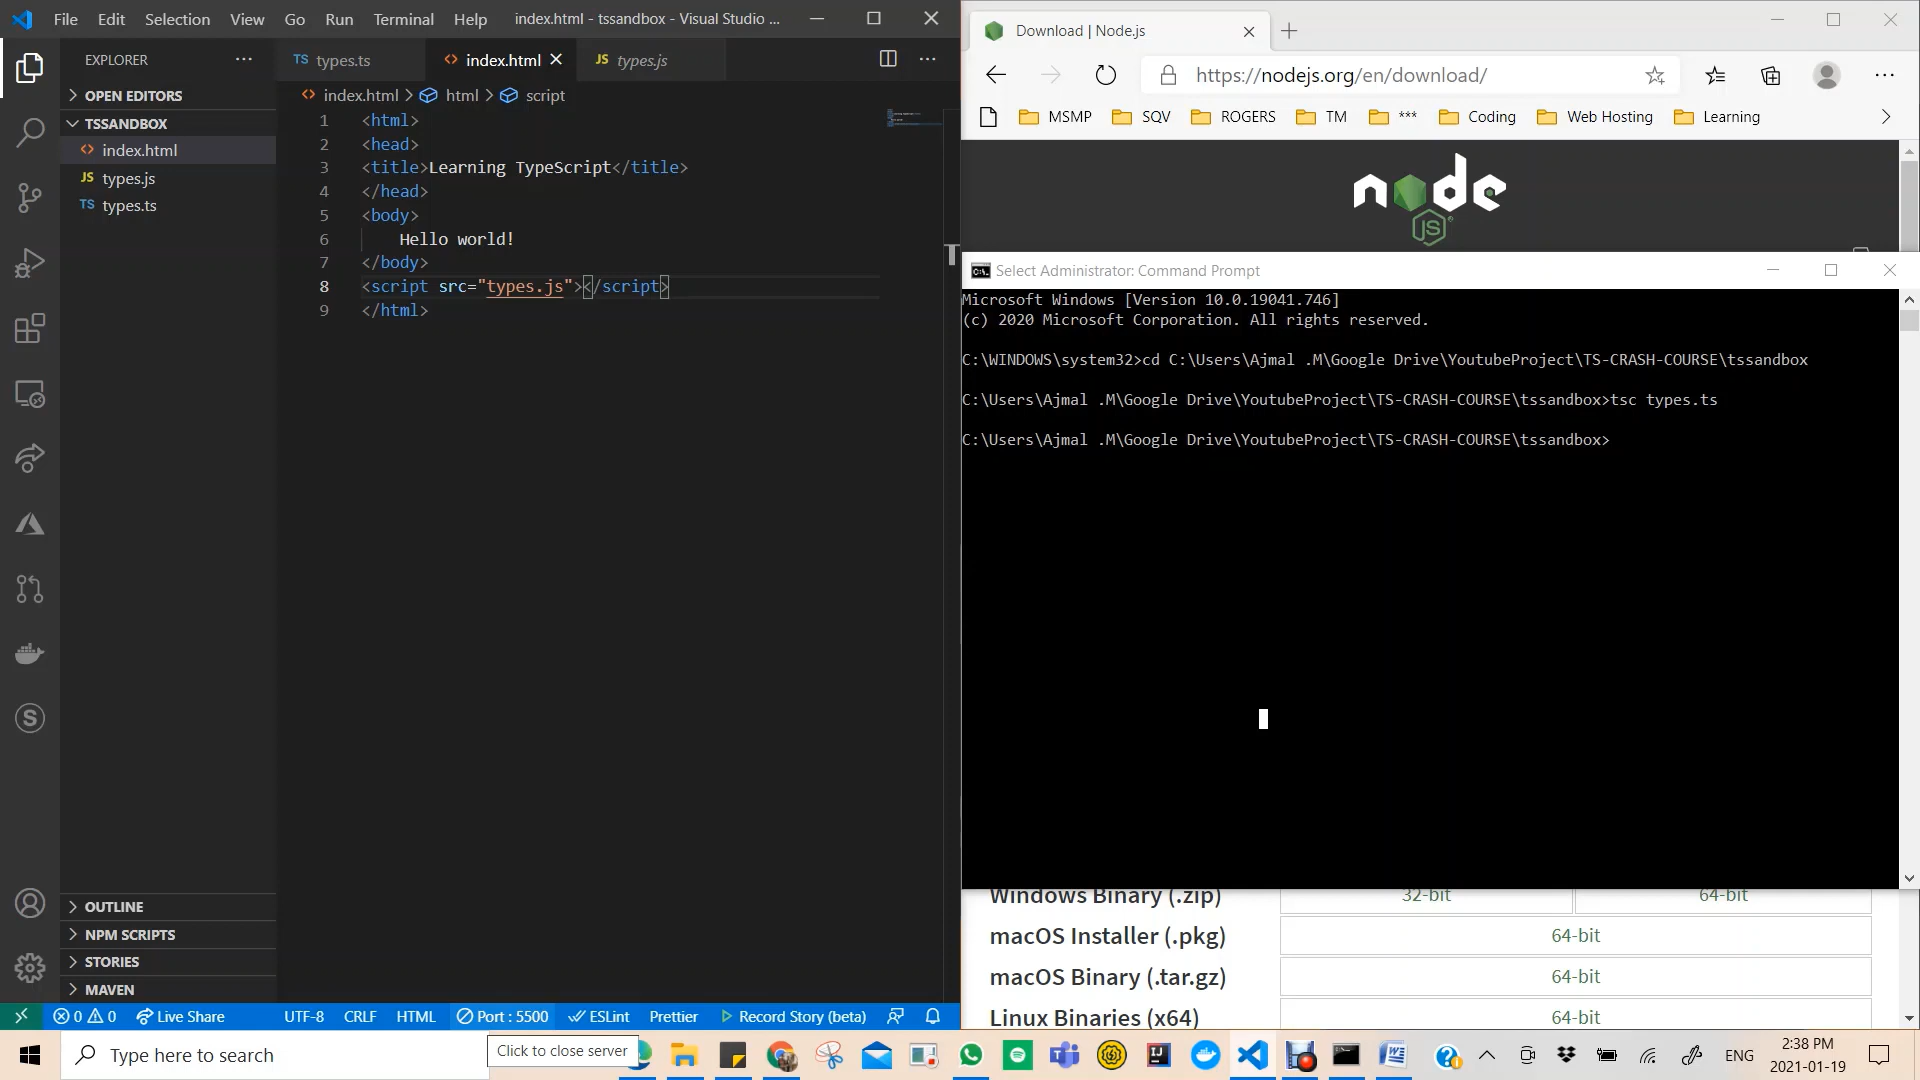 File Edit Selection View Go Run Terminal Help index.html - tssandbox - Visual Studio ...
EXPLORER ...
OPEN EDITORS
TSSANDBOX
index.html
JS types.js
TS types.ts
OUTLINE
NPM SCRIPTS
STORIES
MAVEN
TS types.ts index.html JS types.js
index.html > html > script
1 <html>
2 <head>
3 <title>Learning TypeScript</title>
4 </head>
5 <body>
6 Hello world!
7 </body>
8 <script src="types.js"></script>
9 </html>
0 0 Live Share UTF-8 CRLF HTML Port : 5500 ESLint Prettier Record Story (beta)
Click to close server
Download | Node.js
https://nodejs.org/en/download/
MSMP SQV ROGERS TM *** Coding Web Hosting Learning
node
JS
Select Administrator: Command Prompt
Microsoft Windows [Version 10.0.19041.746]
(c) 2020 Microsoft Corporation. All rights reserved.
C:\WINDOWS\system32>cd C:\Users\Ajmal .M\Google Drive\YoutubeProject\TS-CRASH-COURSE\tssandbox
C:\Users\Ajmal .M\Google Drive\YoutubeProject\TS-CRASH-COURSE\tssandbox>tsc types.ts
C:\Users\Ajmal .M\Google Drive\YoutubeProject\TS-CRASH-COURSE\tssandbox>
Windows Binary (.zip) 32-bit 64-bit
macOS Installer (.pkg) 64-bit
macOS Binary (.tar.gz) 64-bit
Linux Binaries (x64) 64-bit
Type here to search
ENG
2:38 PM
2021-01-19